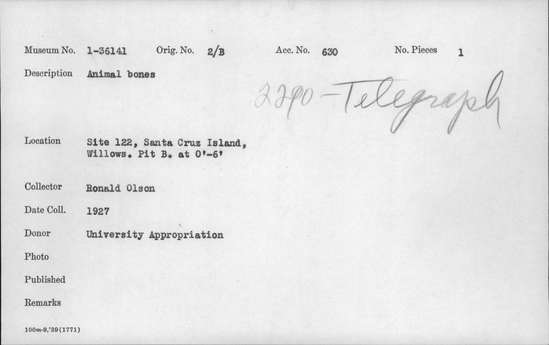 Museum No. 1-36141 Orig. No. 2/B Acc. No. 630 No. Pieces 1
Description Animal bones
2290 - Telegraph
Location Site 122, Santa Cruz Island,
Willows. Pit B. at 0'-6'
Collector Ronald Olson
Date Coll. 1927
Donor University Appropriation
Photo
Published
Remarks
100m-9,'39(1771)